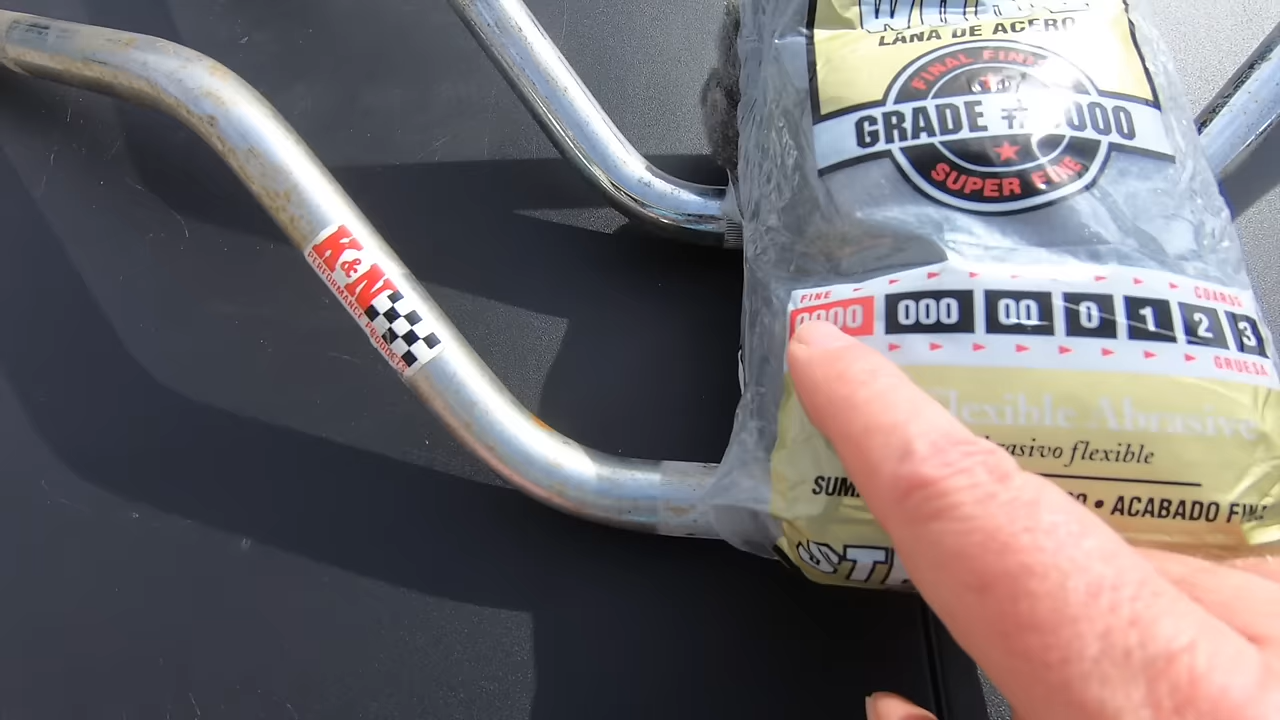 LANA DE ACERO
FINAL FINISH
GRADE #0000
SUPER FINE
K&N
PERFORMANCE PRODUCTS
FINE
COARSE
0000 000 00 0 1 2 3
GRUESA
Flexible Abrasive
abrasivo flexible
• ACABADO FINAL